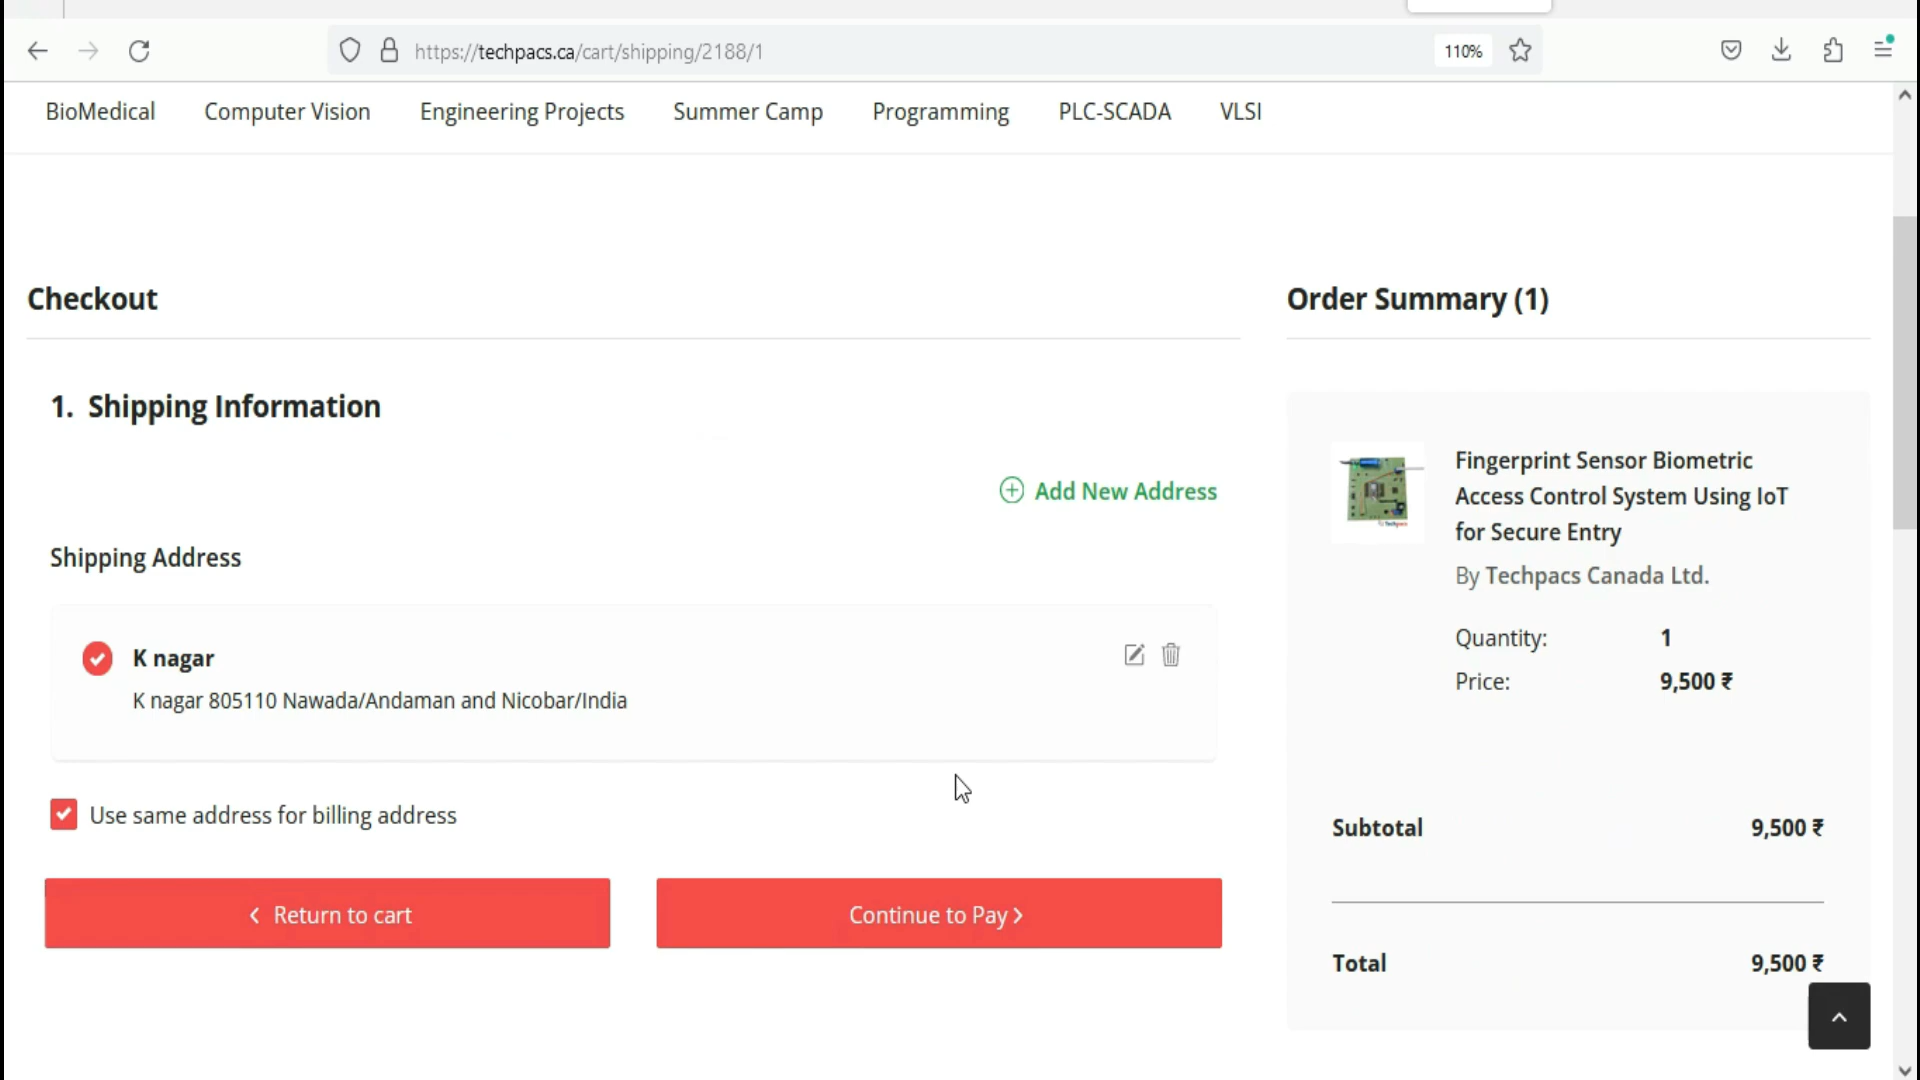 https://techpacs.ca/cart/shipping/2188/1
110%
BioMedical
Computer Vision
Engineering Projects
Summer Camp
Programming
PLC-SCADA
VLSI
Checkout
Order Summary (1)
1. Shipping Information
Add New Address
Shipping Address
K nagar
K nagar 805110 Nawada/Andaman and Nicobar/India
Use same address for billing address
Return to cart
Continue to Pay
Fingerprint Sensor Biometric
Access Control System Using IoT
for Secure Entry
By Techpacs Canada Ltd.
Quantity: 1
Price: 9,500 ₹
Subtotal 9,500 ₹
Total 9,500 ₹